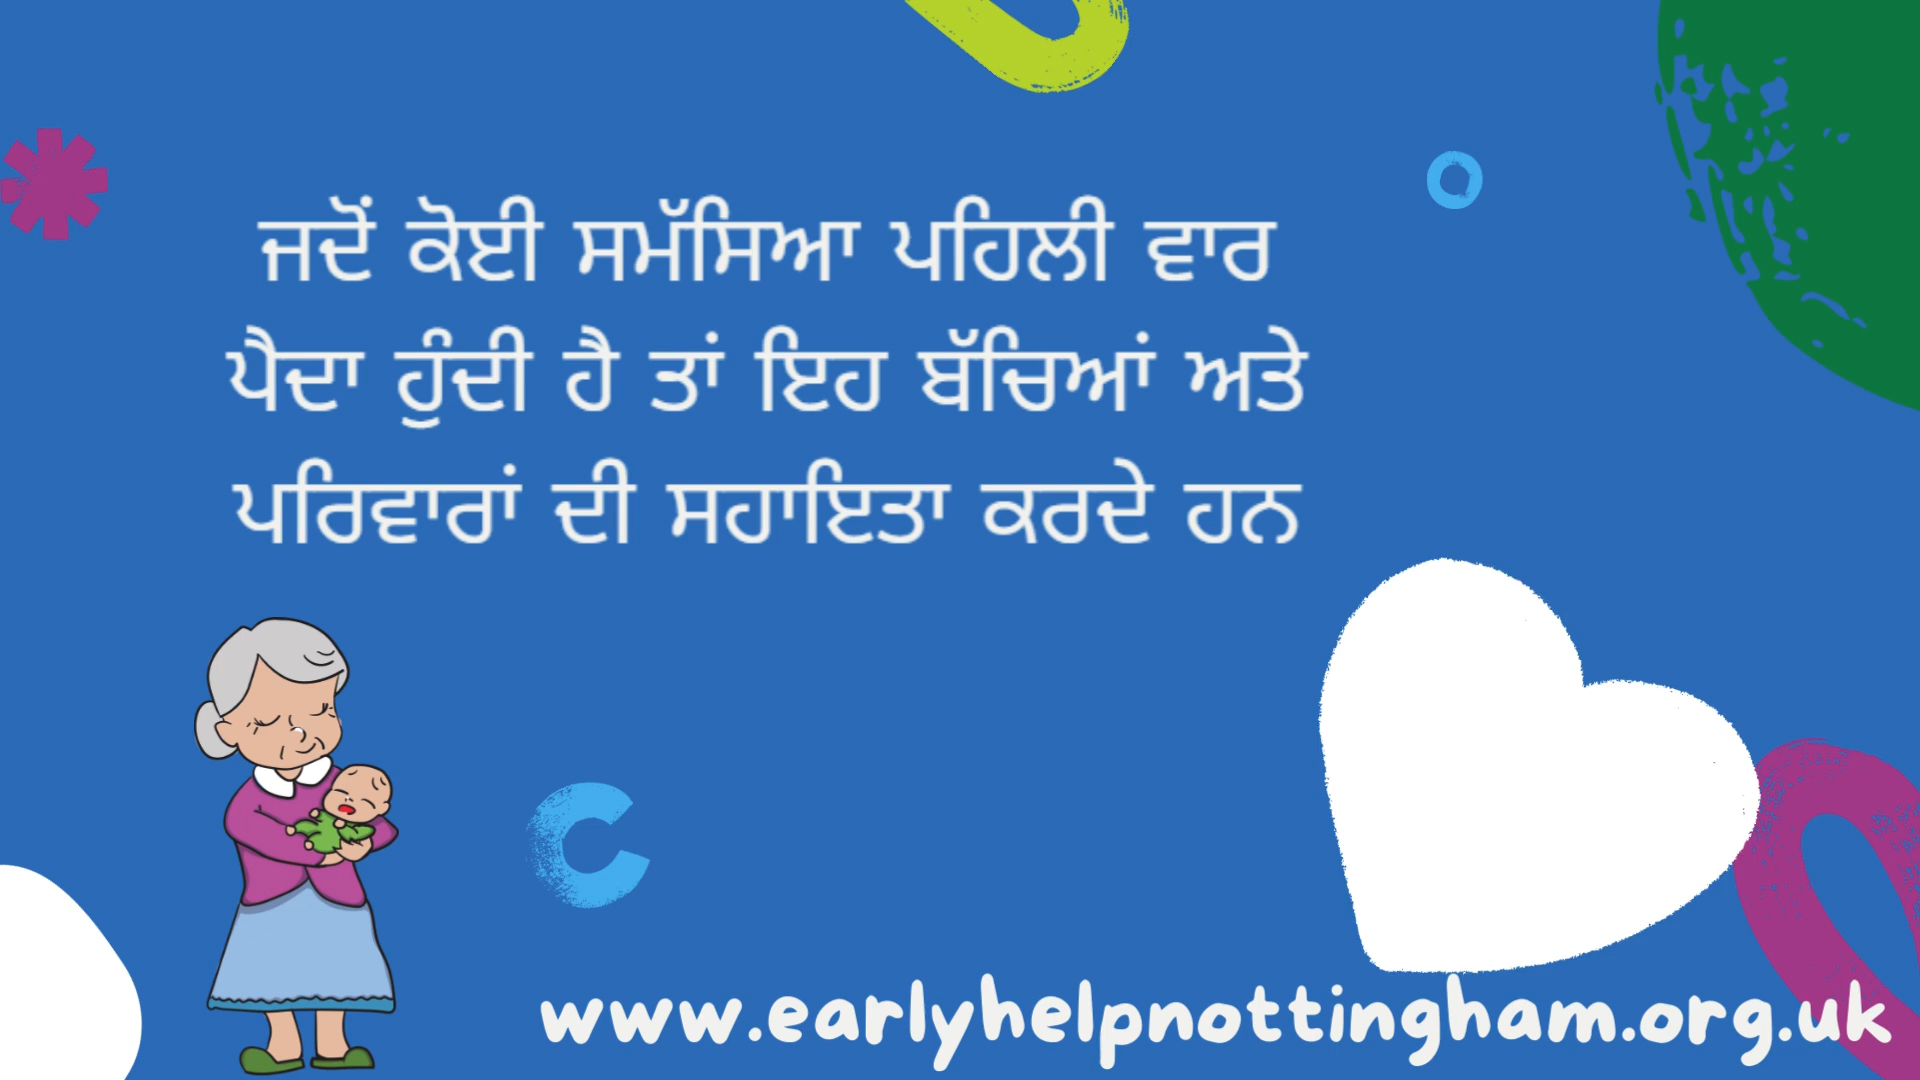 ਜਦੋਂ ਕੋਈ ਸਮੱਸਿਆ ਪਹਿਲੀ ਵਾਰ
ਪੈਦਾ ਹੁੰਦੀ ਹੈ ਤਾਂ ਇਹ ਬੱਚਿਆਂ ਅਤੇ
ਪਰਿਵਾਰਾਂ ਦੀ ਸਹਾਇਤਾ ਕਰਦੇ ਹਨ
www.earlyhelpnottingham.org.uk